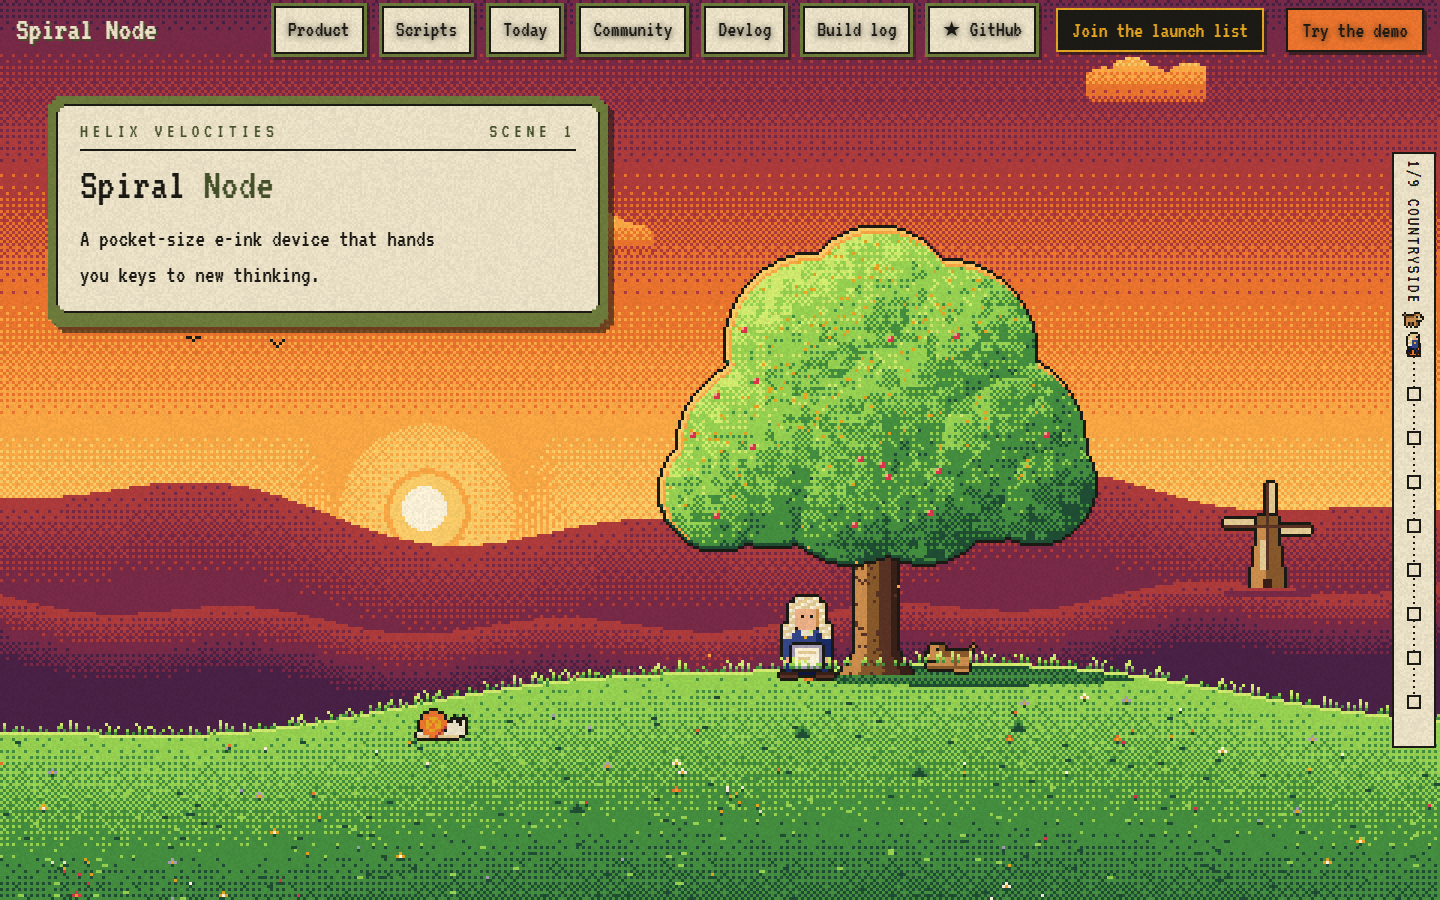 Spiral Node
Product
Scripts
Today
Community
Devlog
Build log
★ GitHub
Join the launch list
Try the demo
HELIX VELOCITIES
SCENE 1
Spiral Node
A pocket-size e-ink device that hands
you keys to new thinking.
1/9 COUNTRYSIDE